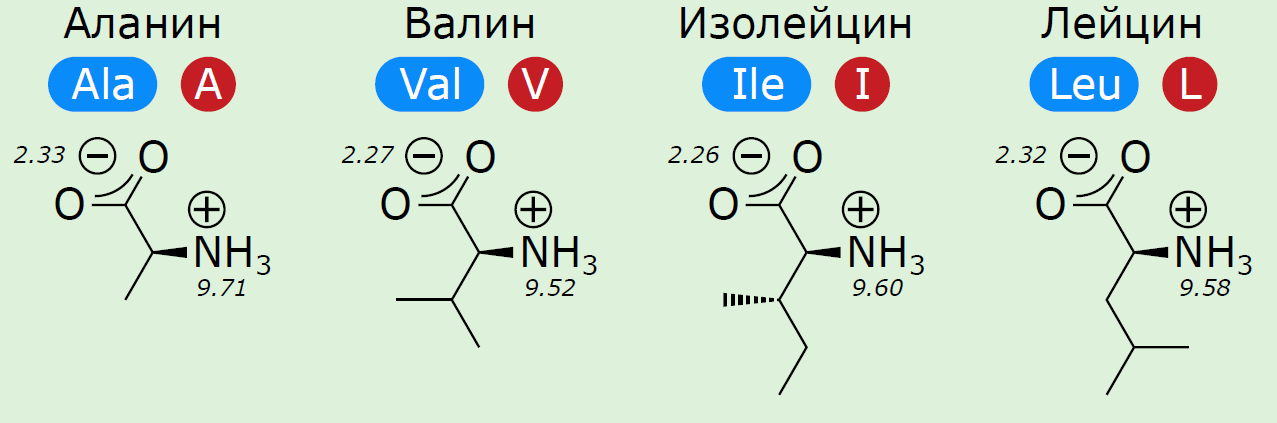 Аланин Валин Изолейцин Лейцин
Ala A Val V Ile I Leu L
2.33 − O 2.27 − O 2.26 − O 2.32 − O
O + O + O + O +
NH3 NH3 NH3 NH3
9.71 9.52 9.60 9.58